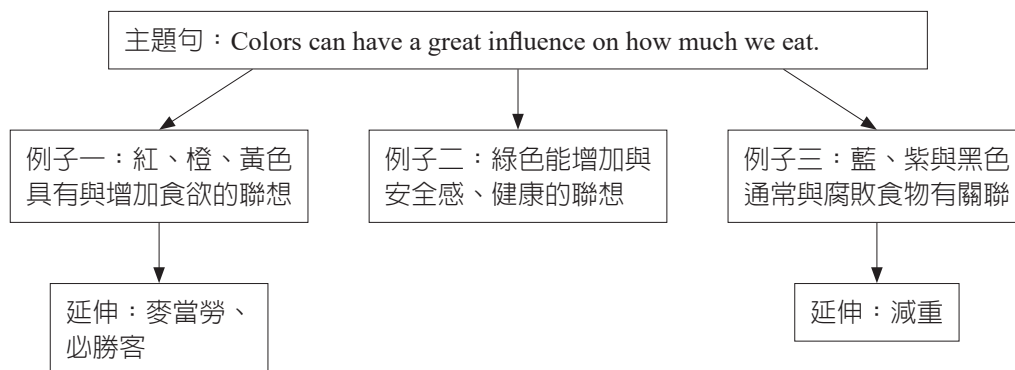 主題句：Colors can have a great influence on how much we eat.
例子一：紅、橙、黃色
具有與增加食欲的聯想
例子二：綠色能增加與
安全感、健康的聯想
例子三：藍、紫與黑色
通常與腐敗食物有關聯
延伸：麥當勞、
必勝客
延伸：減重